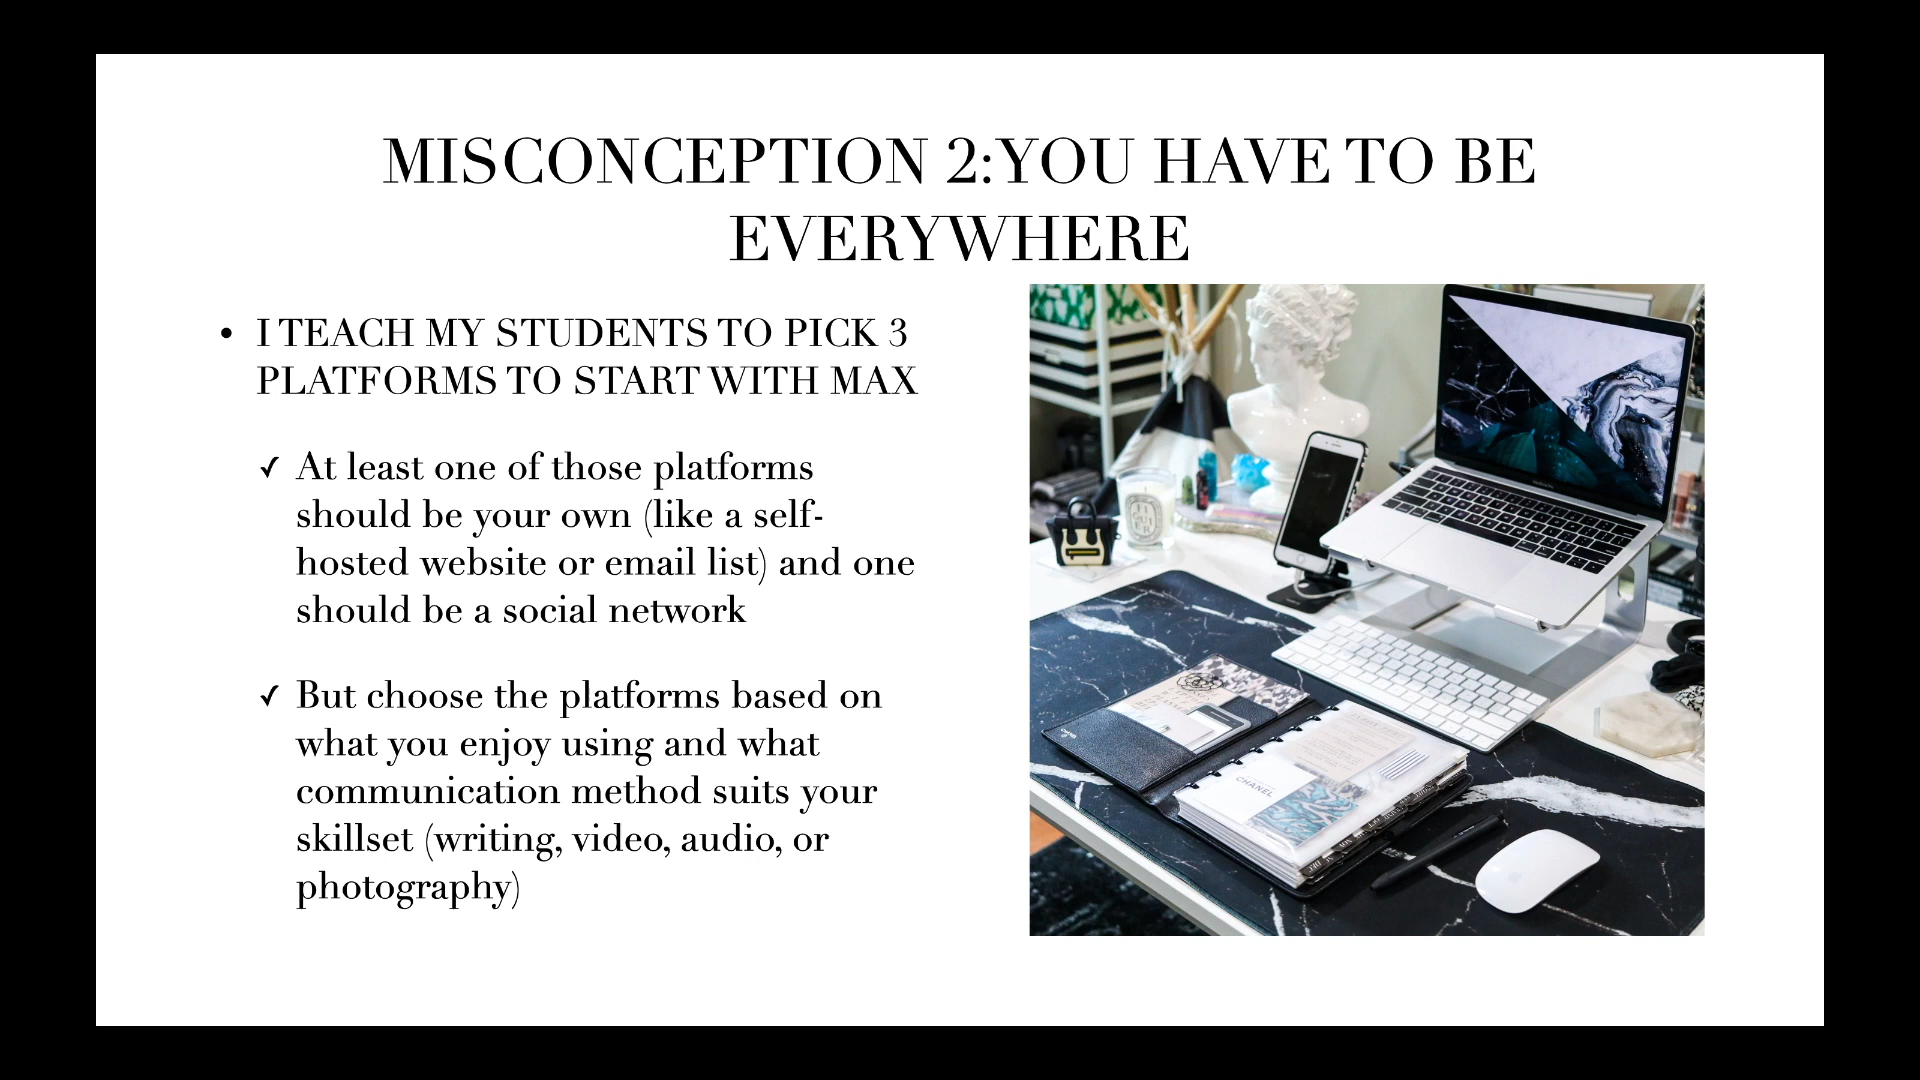 MISCONCEPTION 2:YOU HAVE TO BE
EVERYWHERE
• I TEACH MY STUDENTS TO PICK 3
PLATFORMS TO START WITH MAX
✓ At least one of those platforms
should be your own (like a self-
hosted website or email list) and one
should be a social network
✓ But choose the platforms based on
what you enjoy using and what
communication method suits your
skillset (writing, video, audio, or
photography)
CHANEL